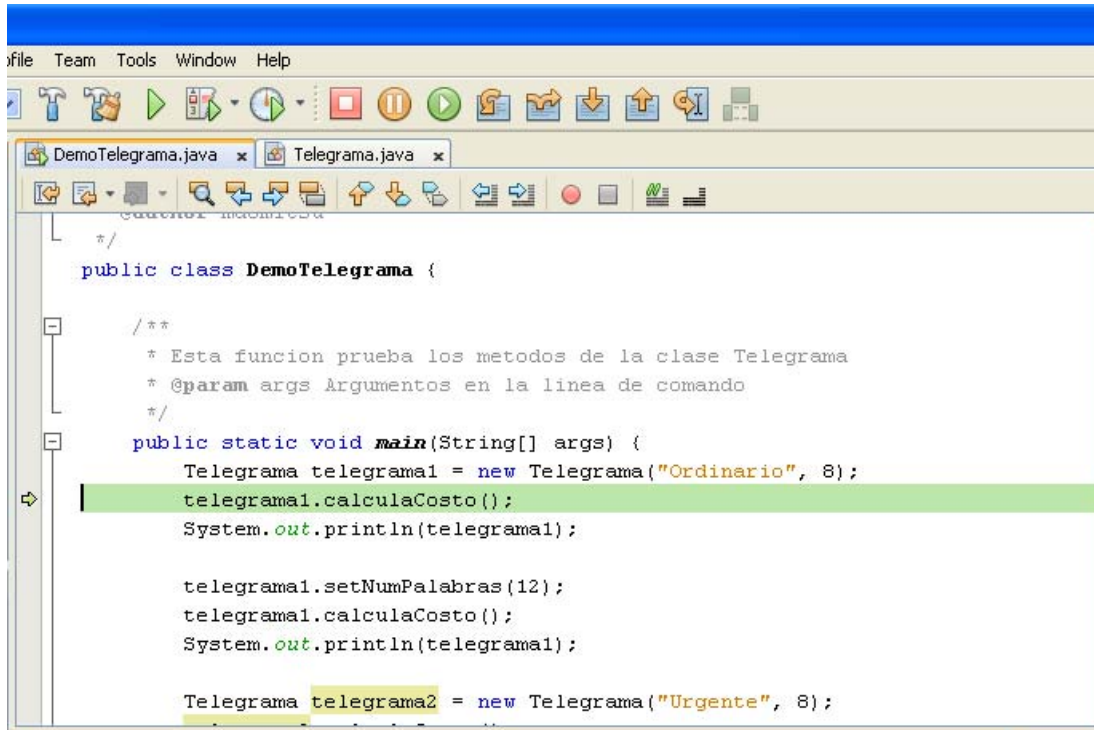 Team Tools Window Help
DemoTelegrama.java x Telegrama.java x
*/
public class DemoTelegrama {
/**
* Esta funcion prueba los metodos de la clase Telegrama
* @param args Argumentos en la linea de comando
*/
public static void main(String[] args) {
Telegrama telegrama1 = new Telegrama("Ordinario", 8);
telegrama1.calculaCosto();
System.out.println(telegrama1);
telegrama1.setNumPalabras(12);
telegrama1.calculaCosto();
System.out.println(telegrama1);
Telegrama telegrama2 = new Telegrama("Urgente", 8);